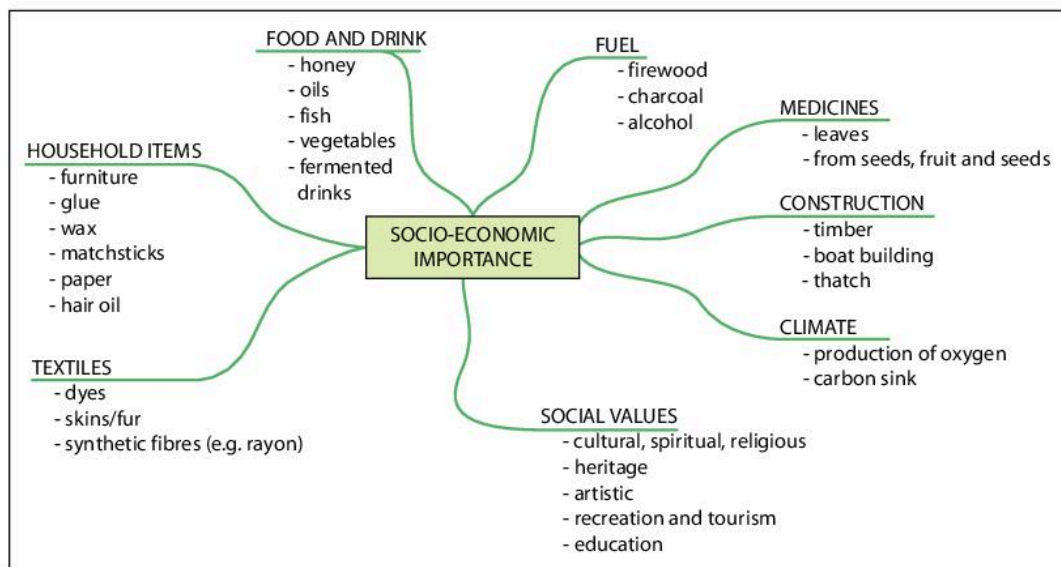 FOOD AND DRINK
- honey
- oils
- fish
- vegetables
- fermented
drinks
FUEL
- firewood
- charcoal
- alcohol
MEDICINES
- leaves
- from seeds, fruit and seeds
HOUSEHOLD ITEMS
- furniture
- glue
- wax
- matchsticks
- paper
- hair oil
SOCIO-ECONOMIC
IMPORTANCE
CONSTRUCTION
- timber
- boat building
- thatch
CLIMATE
- production of oxygen
- carbon sink
TEXTILES
- dyes
- skins/fur
- synthetic fibres (e.g. rayon)
SOCIAL VALUES
- cultural, spiritual, religious
- heritage
- artistic
- recreation and tourism
- education